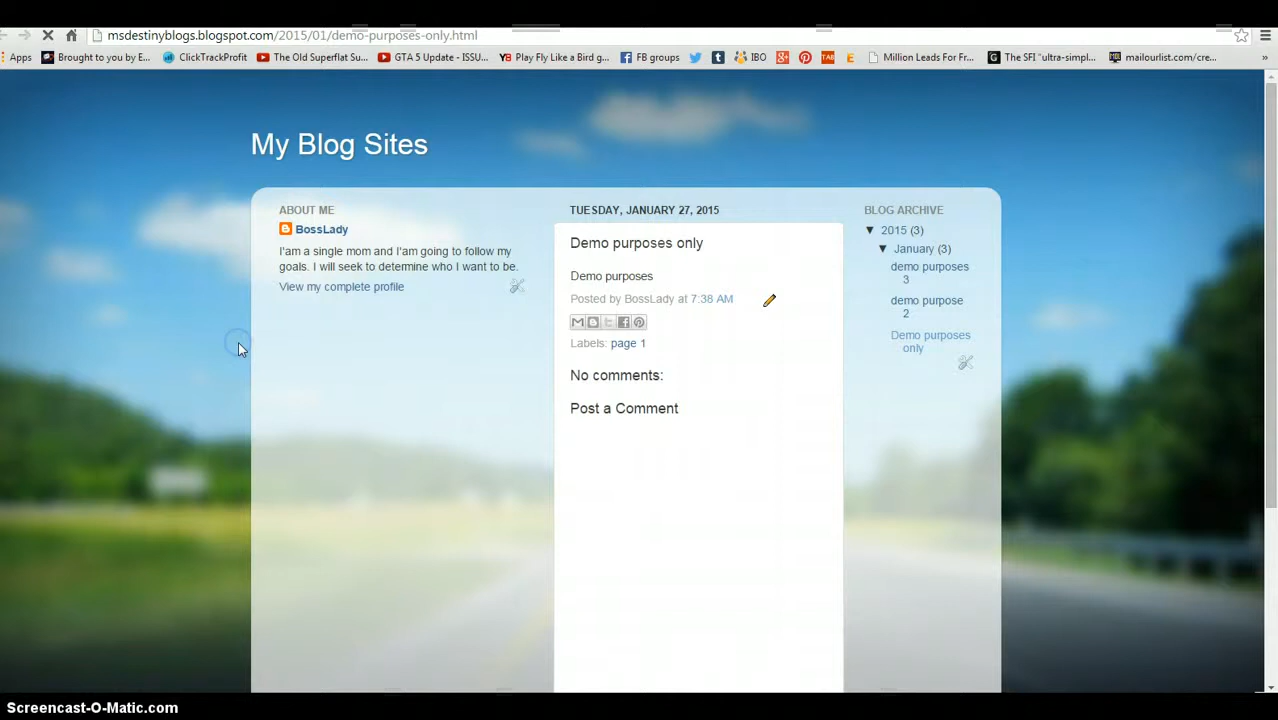 msdestinyblogs.blogspot.com/2015/01/demo-purposes-only.html
Apps Brought to you by E... ClickTrackProfit The Old Superflat Su... GTA 5 Update - ISSU... Play Fly Like a Bird g... FB groups IBO Million Leads For Fr... The SFI "ultra-simpl... mailourlist.com/cre... »
My Blog Sites
ABOUT ME
BossLady
I'am a single mom and I'am going to follow my
goals. I will seek to determine who I want to be.
View my complete profile
TUESDAY, JANUARY 27, 2015
Demo purposes only
Demo purposes
Posted by BossLady at 7:38 AM
Labels: page 1
No comments:
Post a Comment
BLOG ARCHIVE
▼ 2015 (3)
▼ January (3)
demo purposes
3
demo purpose
2
Demo purposes
only
Screencast-O-Matic.com